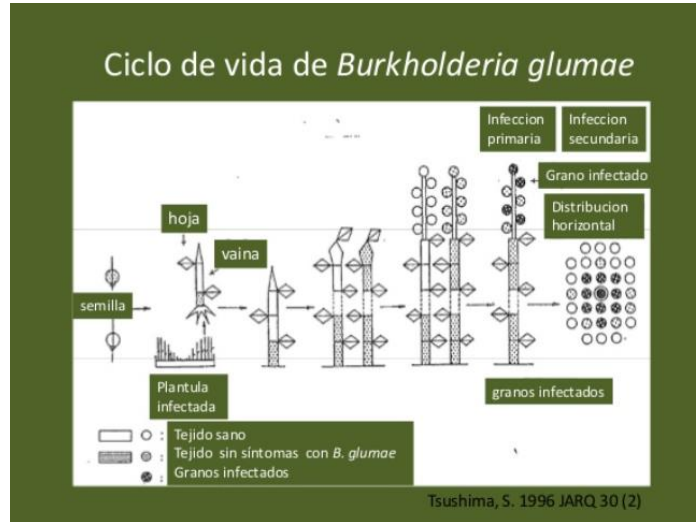 Ciclo de vida de Burkholderia glumae
Infeccion
primaria
Infeccion
secundaria
Grano infectado
Distribucion
horizontal
hoja
vaina
semilla
Plantula
infectada
granos infectados
Tejido sano
Tejido sin síntomas con B. glumae
Granos infectados
Tsushima, S. 1996 JARQ 30 (2)